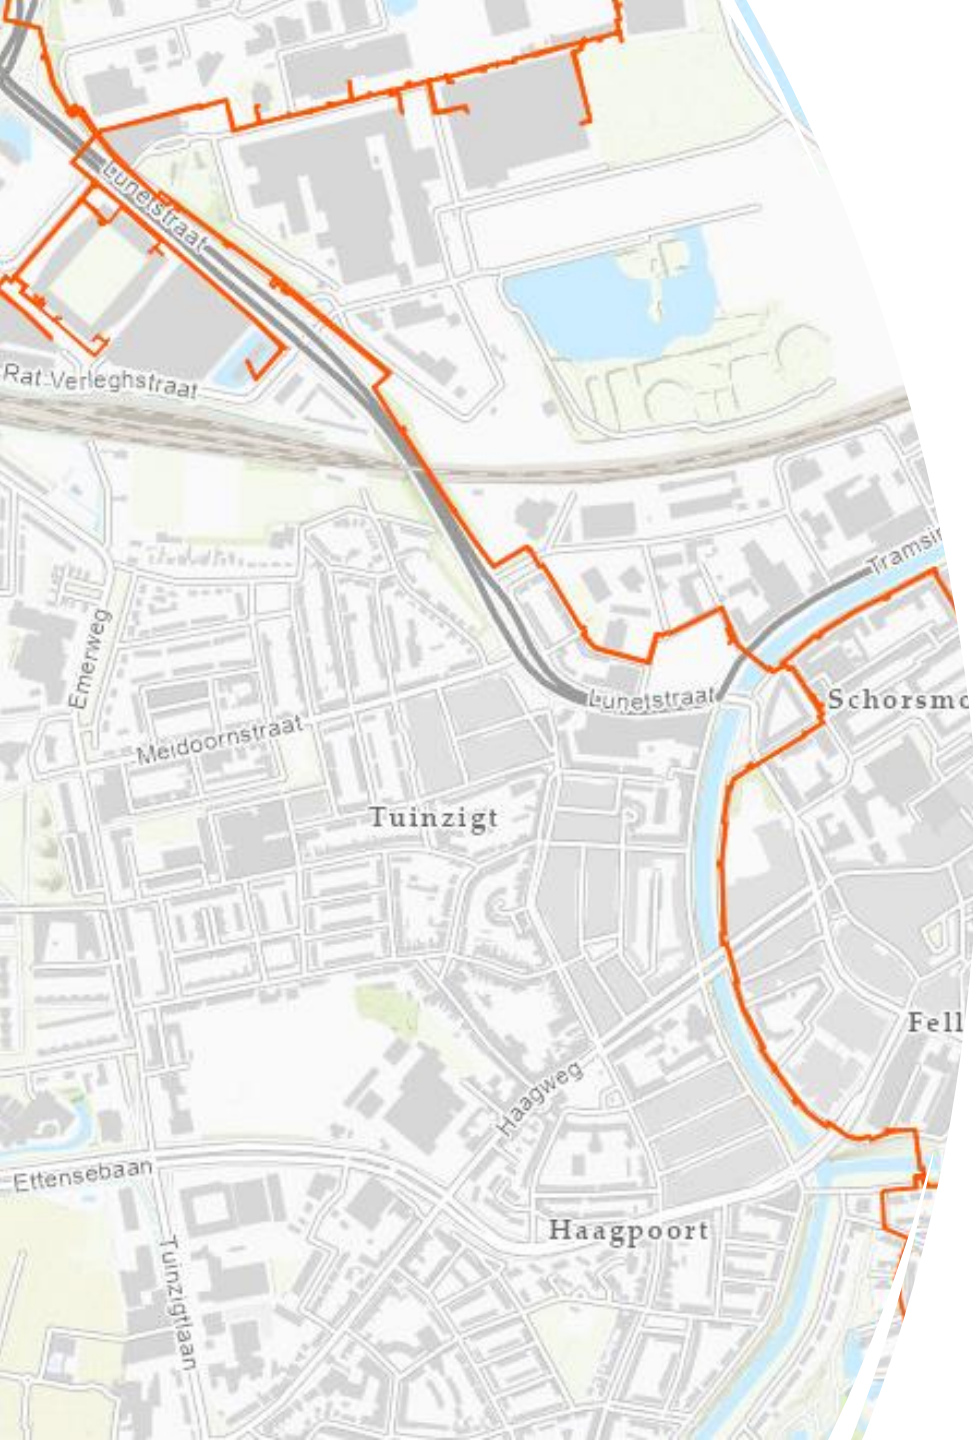 Lunetstraat
Rat Verleghstraat
Tramsin
Emerweg
Lunetstraat
Schorsmo
Meidoornstraat
Tuinzigt
Fell
Haagweg
Ettensebaan
Haagpoort
Tuinzigtlaan